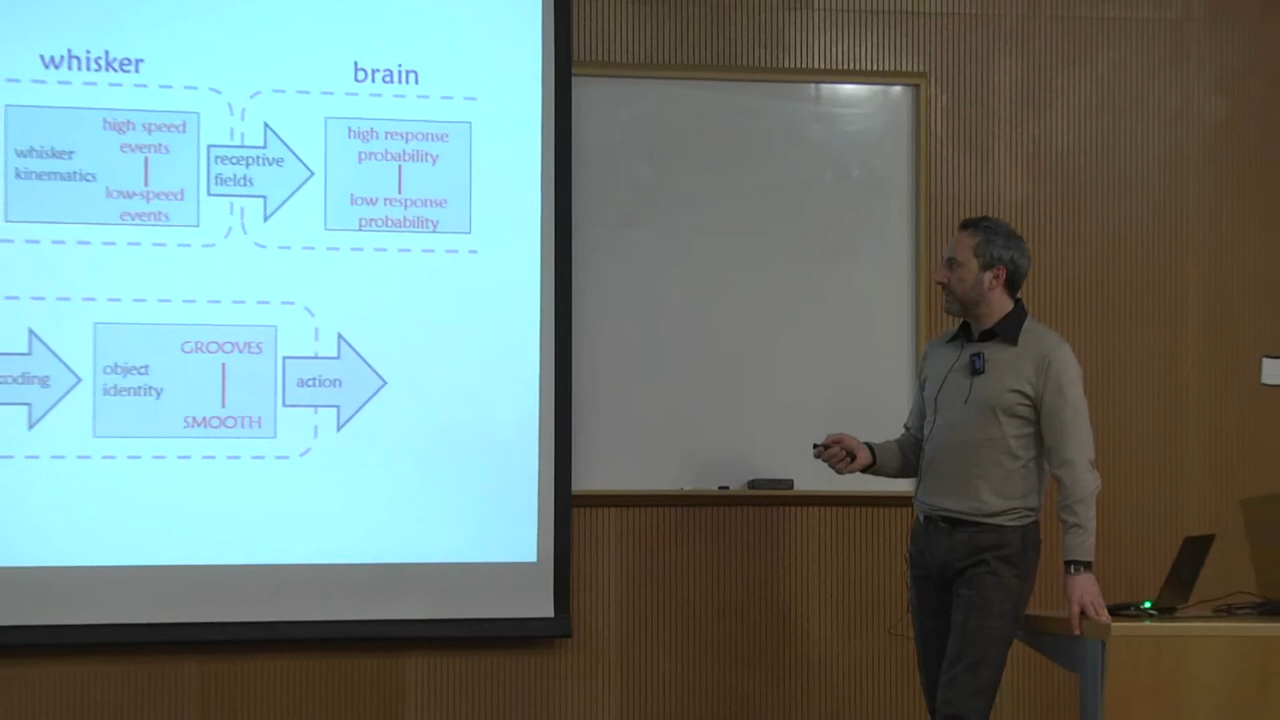 whisker
brain
whisker
kinematics
high speed
events
low-speed
events
receptive
fields
high response
probability
low response
probability
coding
object
identity
GROOVES
SMOOTH
action